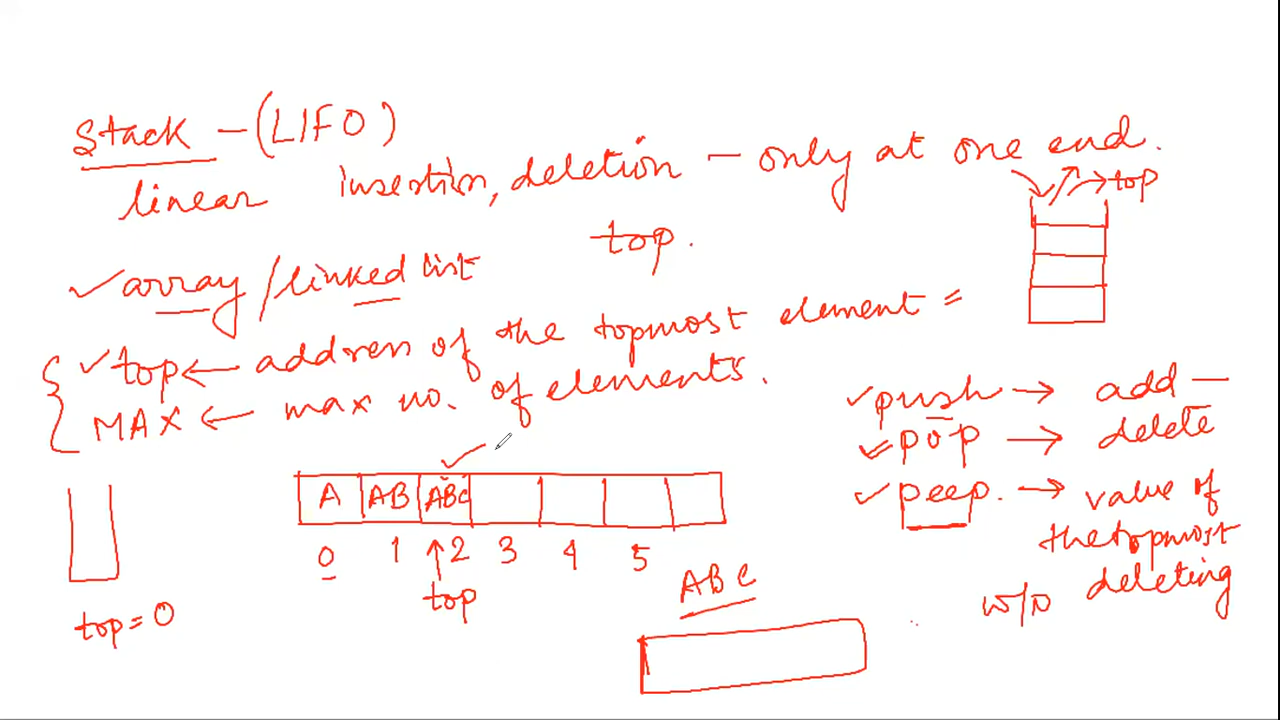 Stack - (LIFO)
linear insertion, deletion - only at one end.
top
top.
✓ array / linked list
✓ top ← address of the topmost element =
MAX ← max no. of elements.
✓ push → add -
✓ pop → delete
✓ peep. → value of
the topmost
w/o deleting
A AB ABC
0 1 2 3 4 5
top
top = 0
ABC